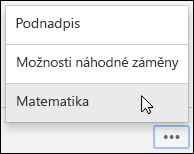 Podnadpis
Možnosti náhodné záměny
Matematika